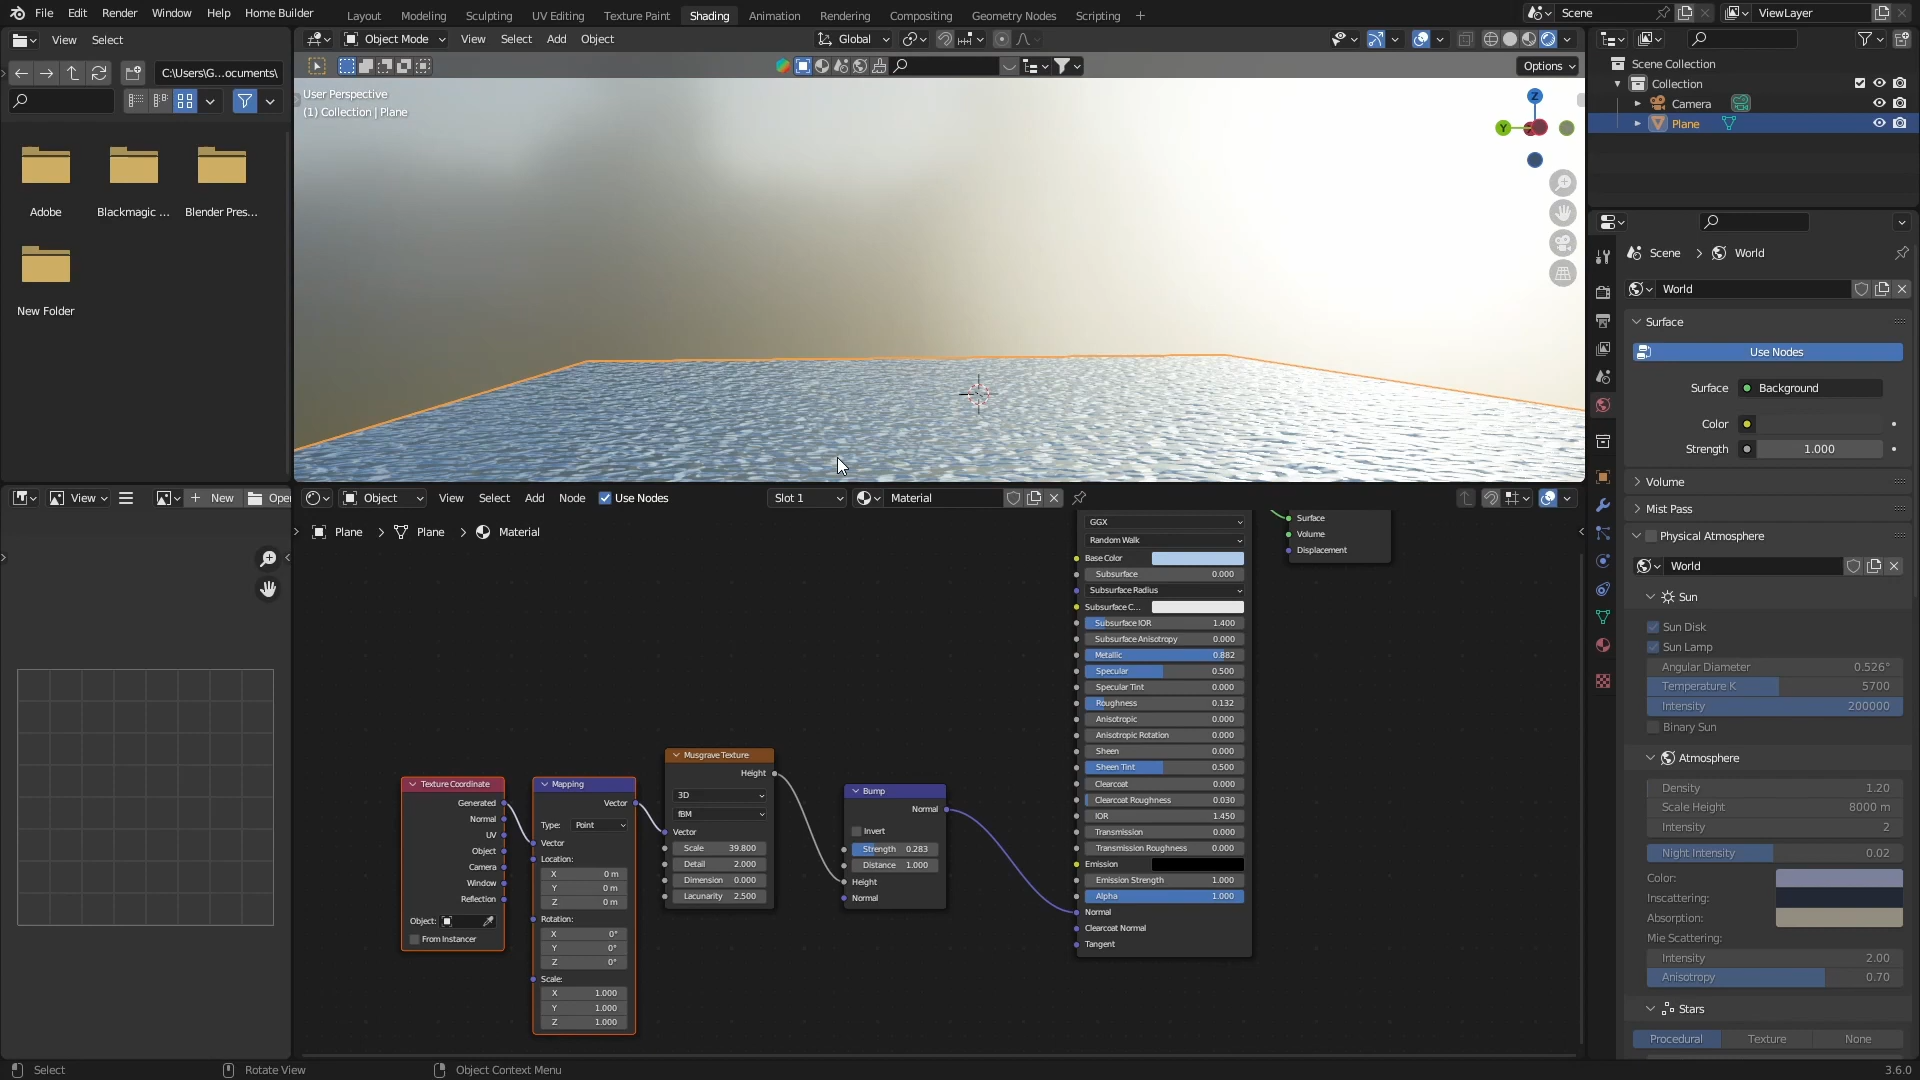 File Edit Render Window Help Home Builder
Layout Modeling Sculpting UV Editing Texture Paint Shading Animation Rendering Compositing Geometry Nodes Scripting +
Scene
ViewLayer
View Select
Object Mode View Select Add Object
Global
C:\Users\G...ocuments\
Options
Adobe
Blackmagic ...
Blender Pres...
New Folder
User Perspective
(1) Collection | Plane
Z
Y
Scene Collection
Collection
Camera
Plane
Scene > World
World
Surface
Use Nodes
Surface Background
Color
Strength 1.000
Volume
Mist Pass
Physical Atmosphere
World
Sun
Sun Disk
Sun Lamp
Angular Diameter 0.526°
Temperature K 5700
Intensity 200000
Binary Sun
Atmosphere
Density 1.20
Scale Height 8000 m
Intensity 2
Night Intensity 0.02
Color:
Inscattering:
Absorption:
Mie Scattering:
Intensity 2.00
Anisotropy 0.70
Stars
Procedural Texture None
View
New
Oper
Object View Select Add Node Use Nodes
Slot 1
Material
Plane > Plane > Material
Texture Coordinate
Generated
Normal
UV
Object
Camera
Window
Reflection
Object:
From Instancer
Mapping
Vector
Type: Point
Vector
Location:
X 0 m
Y 0 m
Z 0 m
Rotation:
X 0°
Y 0°
Z 0°
Scale:
X 1.000
Y 1.000
Z 1.000
Musgrave Texture
Height
3D
fBM
Vector
Scale 39.800
Detail 2.000
Dimension 0.000
Lacunarity 2.500
Bump
Normal
Invert
Strength 0.283
Distance 1.000
Height
Normal
GGX
Random Walk
Base Color
Subsurface 0.000
Subsurface Radius
Subsurface C...
Subsurface IOR 1.400
Subsurface Anisotropy 0.000
Metallic 0.882
Specular 0.500
Specular Tint 0.000
Roughness 0.132
Anisotropic 0.000
Anisotropic Rotation 0.000
Sheen 0.000
Sheen Tint 0.500
Clearcoat 0.000
Clearcoat Roughness 0.030
IOR 1.450
Transmission 0.000
Transmission Roughness 0.000
Emission
Emission Strength 1.000
Alpha 1.000
Normal
Clearcoat Normal
Tangent
Surface
Volume
Displacement
Select
Rotate View
Object Context Menu
3.6.0